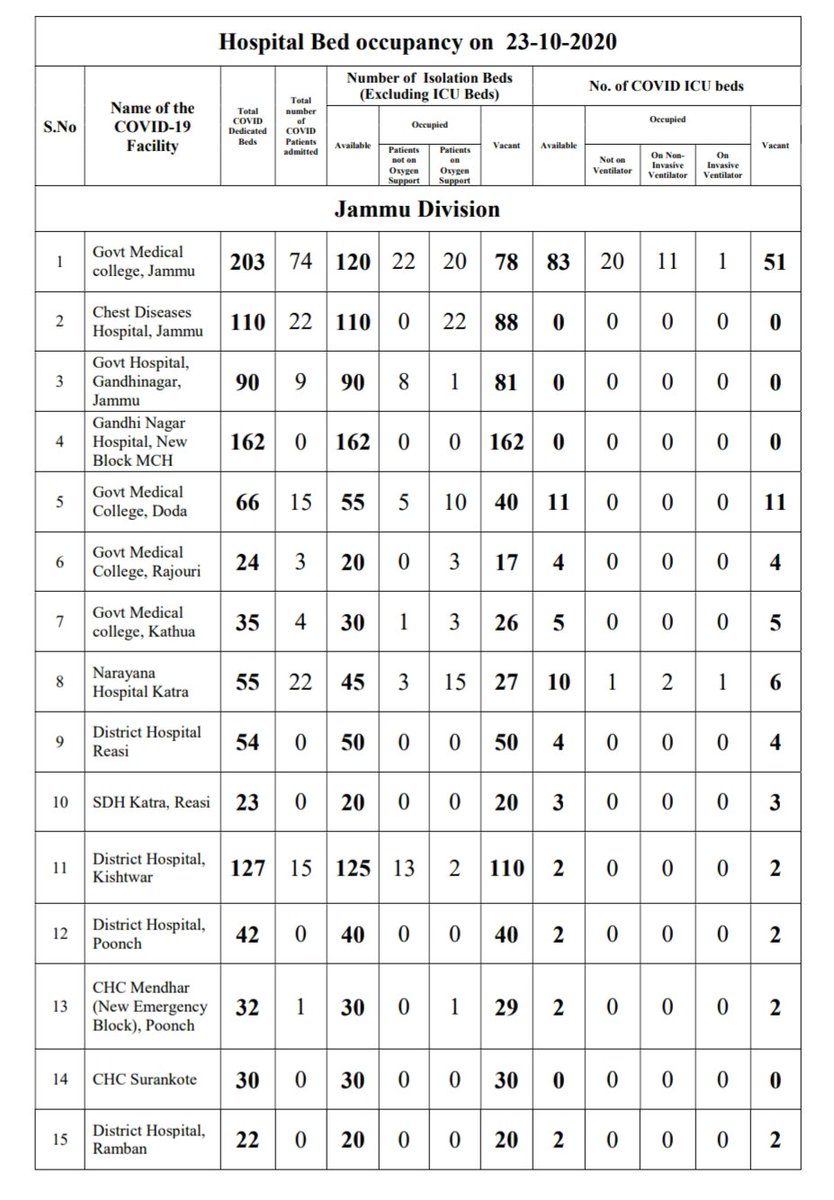 Hospital Bed occupancy on 23-10-2020
S.No
Name of the
COVID-19
Facility
Total
COVID
Dedicated
Beds
Total
number
of
COVID
Patients
admitted
Number of Isolation Beds
(Excluding ICU Beds)
No. of COVID ICU beds
Available
Occupied
Patients
not on
Oxygen
Support
Patients
on
Oxygen
Support
Vacant
Available
Occupied
Not on
Ventilator
On Non-
Invasive
Ventilator
On
Invasive
Ventilator
Vacant
Jammu Division
1 Govt Medical
college, Jammu 203 74 120 22 20 78 83 20 11 1 51
2 Chest Diseases
Hospital, Jammu 110 22 110 0 22 88 0 0 0 0 0
3 Govt Hospital,
Gandhinagar,
Jammu 90 9 90 8 1 81 0 0 0 0 0
4 Gandhi Nagar
Hospital, New
Block MCH 162 0 162 0 0 162 0 0 0 0 0
5 Govt Medical
College, Doda 66 15 55 5 10 40 11 0 0 0 11
6 Govt Medical
College, Rajouri 24 3 20 0 3 17 4 0 0 0 4
7 Govt Medical
college, Kathua 35 4 30 1 3 26 5 0 0 0 5
8 Narayana
Hospital Katra 55 22 45 3 15 27 10 1 2 1 6
9 District Hospital
Reasi 54 0 50 0 0 50 4 0 0 0 4
10 SDH Katra, Reasi 23 0 20 0 0 20 3 0 0 0 3
11 District Hospital,
Kishtwar 127 15 125 13 2 110 2 0 0 0 2
12 District Hospital,
Poonch 42 0 40 0 0 40 2 0 0 0 2
13 CHC Mendhar
(New Emergency
Block), Poonch 32 1 30 0 1 29 2 0 0 0 2
14 CHC Surankote 30 0 30 0 0 30 0 0 0 0 0
15 District Hospital,
Ramban 22 0 20 0 0 20 2 0 0 0 2